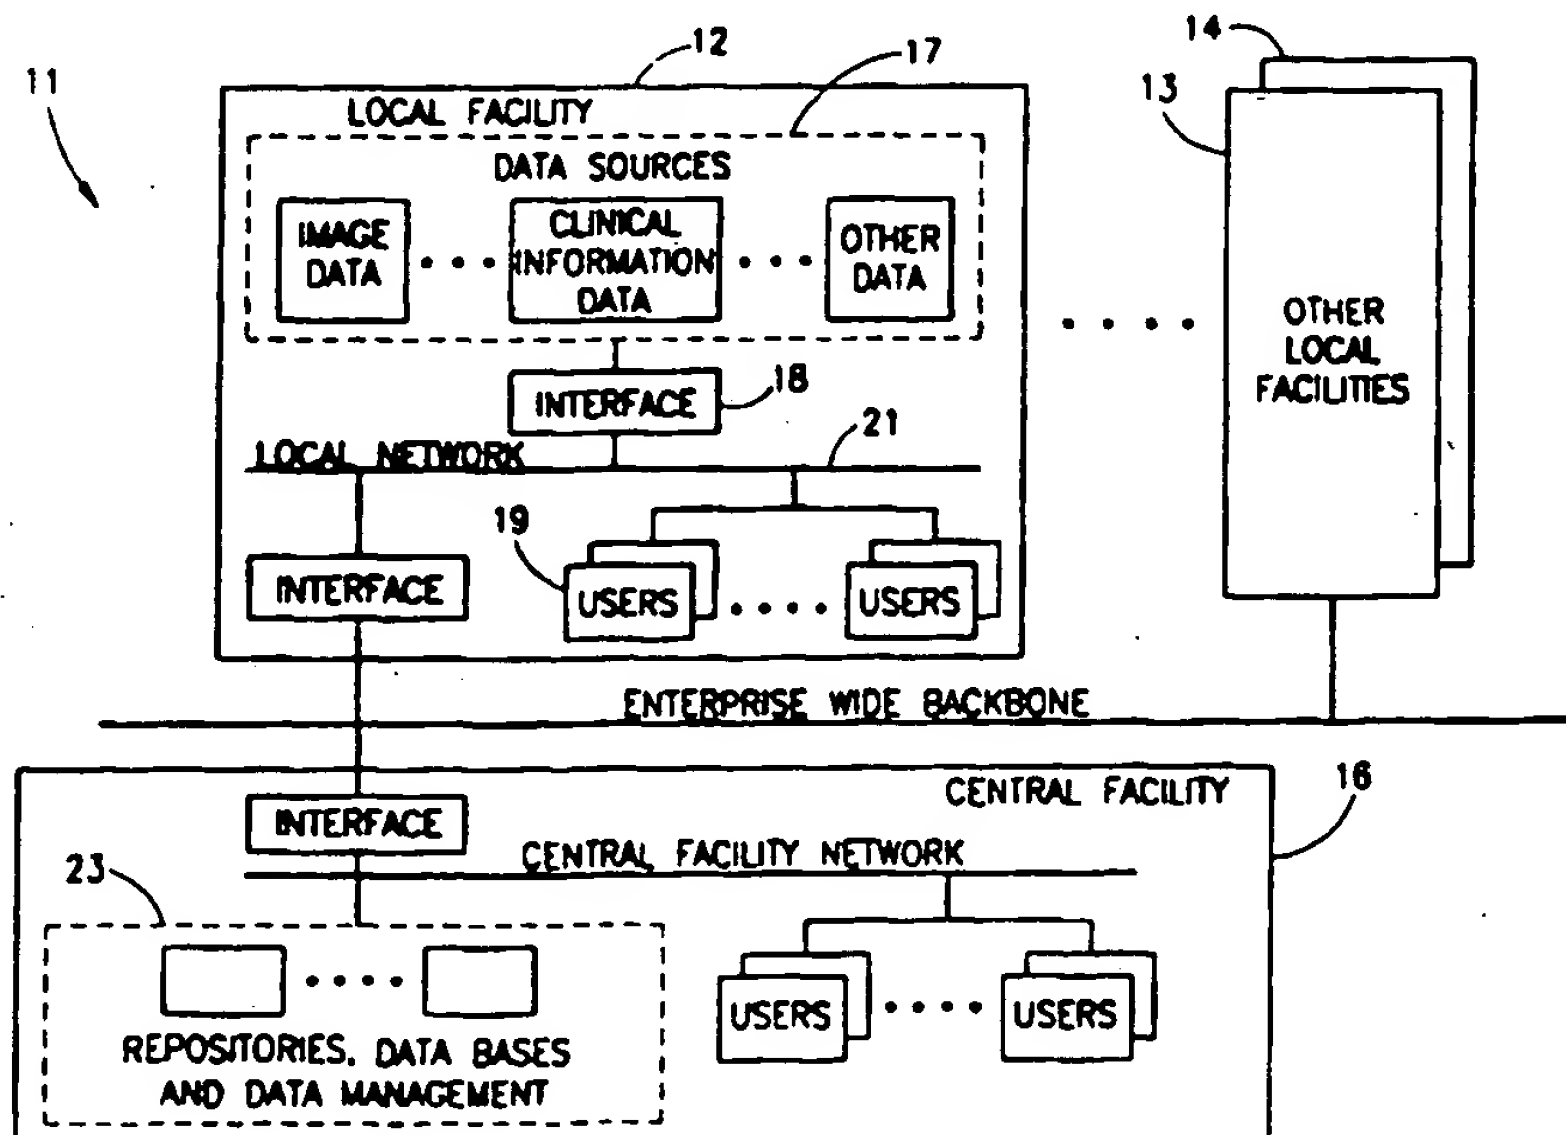 11
12
17
14
13
LOCAL FACILITY
DATA SOURCES
IMAGE
DATA
CLINICAL
INFORMATION
DATA
OTHER
DATA
OTHER
LOCAL
FACILITIES
INTERFACE
18
LOCAL NETWORK
21
19
INTERFACE
USERS
USERS
ENTERPRISE WIDE BACKBONE
CENTRAL FACILITY
16
INTERFACE
CENTRAL FACILITY NETWORK
23
REPOSITORIES, DATA BASES
AND DATA MANAGEMENT
USERS
USERS